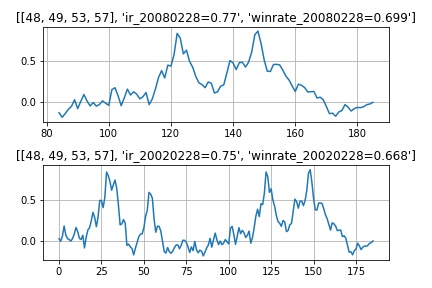 [[48, 49, 53, 57], 'ir_20080228=0.77', 'winrate_20080228=0.699']
0.5
0.0
80 100 120 140 160 180
[[48, 49, 53, 57], 'ir_20020228=0.75', 'winrate_20020228=0.668']
0.5
0.0
0 25 50 75 100 125 150 175